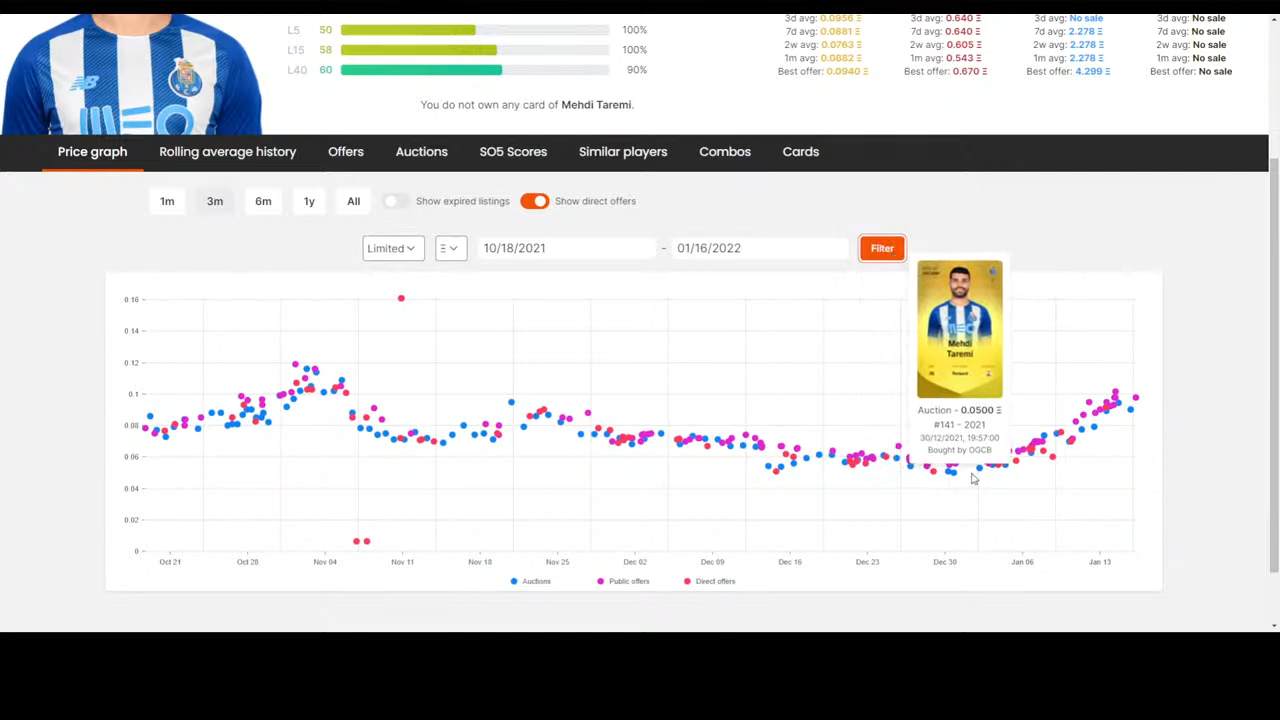 3d avg: 0.0956 Ξ 3d avg: 0.640 Ξ 3d avg: No sale 3d avg: No sale
L5 50 100% 7d avg: 0.0881 Ξ 7d avg: 0.640 Ξ 7d avg: 2.278 Ξ 7d avg: No sale
L15 58 100% 2w avg: 0.0763 Ξ 2w avg: 0.605 Ξ 2w avg: 2.278 Ξ 2w avg: No sale
1m avg: 0.0682 Ξ 1m avg: 0.543 Ξ 1m avg: 2.278 Ξ 1m avg: No sale
L40 60 90% Best offer: 0.0940 Ξ Best offer: 0.670 Ξ Best offer: 4.299 Ξ Best offer: No sale
You do not own any card of Mehdi Taremi.
MEO
Price graph Rolling average history Offers Auctions SO5 Scores Similar players Combos Cards
1m 3m 6m 1y All Show expired listings Show direct offers
Limited Ξ 10/18/2021 - 01/16/2022 Filter
Mehdi
Taremi
Forward
Auction - 0.0500 Ξ
#141 - 2021
30/12/2021, 19:57:00
Bought by OGCB
0.16
0.14
0.12
0.1
0.08
0.06
0.04
0.02
0
Oct 21 Oct 28 Nov 04 Nov 11 Nov 18 Nov 25 Dec 02 Dec 09 Dec 16 Dec 23 Dec 30 Jan 06 Jan 13
Auctions Public offers Direct offers